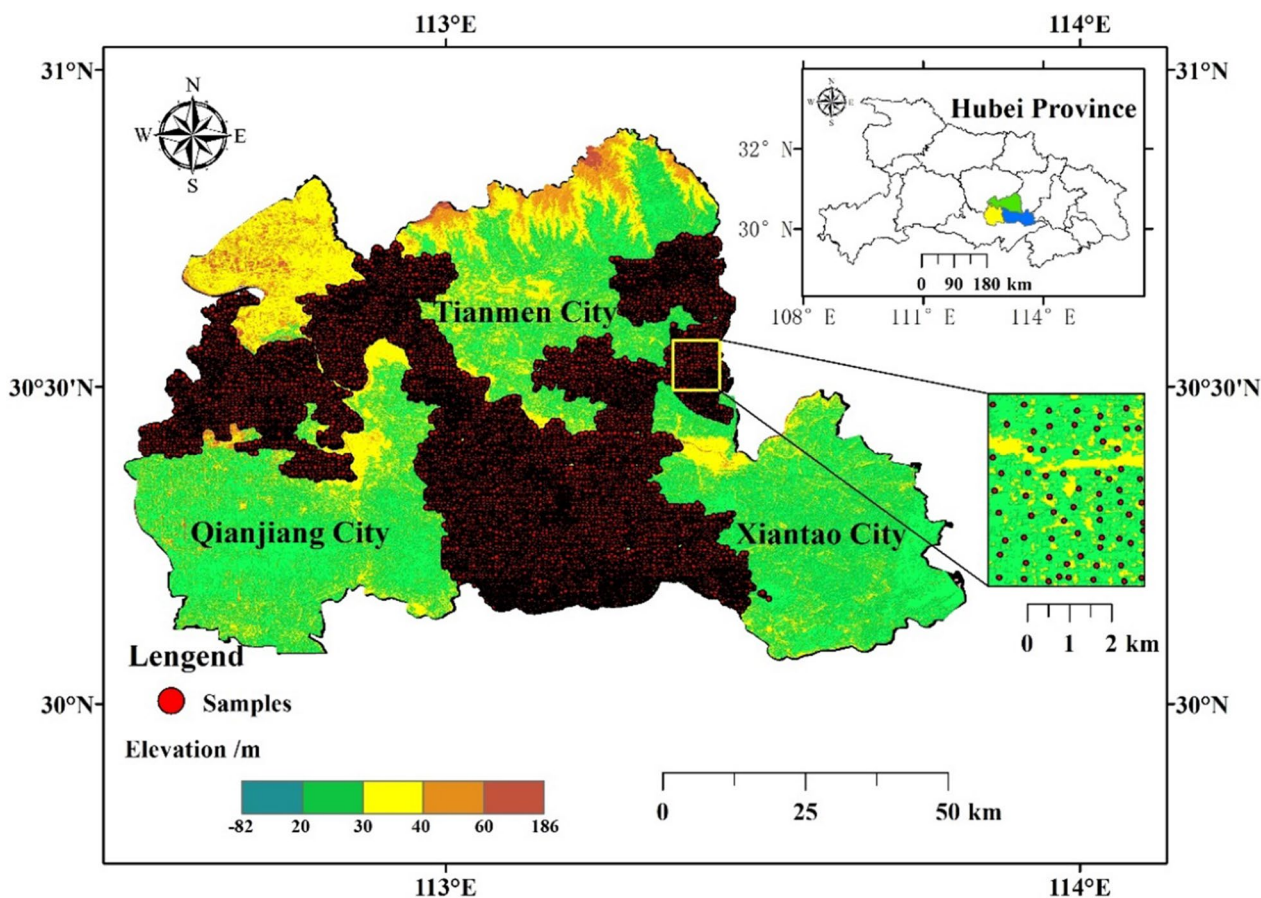 113°E 114°E
31°N 31°N
N
W E
S
N
W E
S
Hubei Province
32° N
30° N
0 90 180 km
108° E 111° E 114° E
Tianmen City
30°30'N 30°30'N
Qianjiang City Xiantao City
0 1 2 km
Lengend
Samples
30°N 30°N
Elevation /m
-82 20 30 40 60 186
0 25 50 km
113°E 114°E